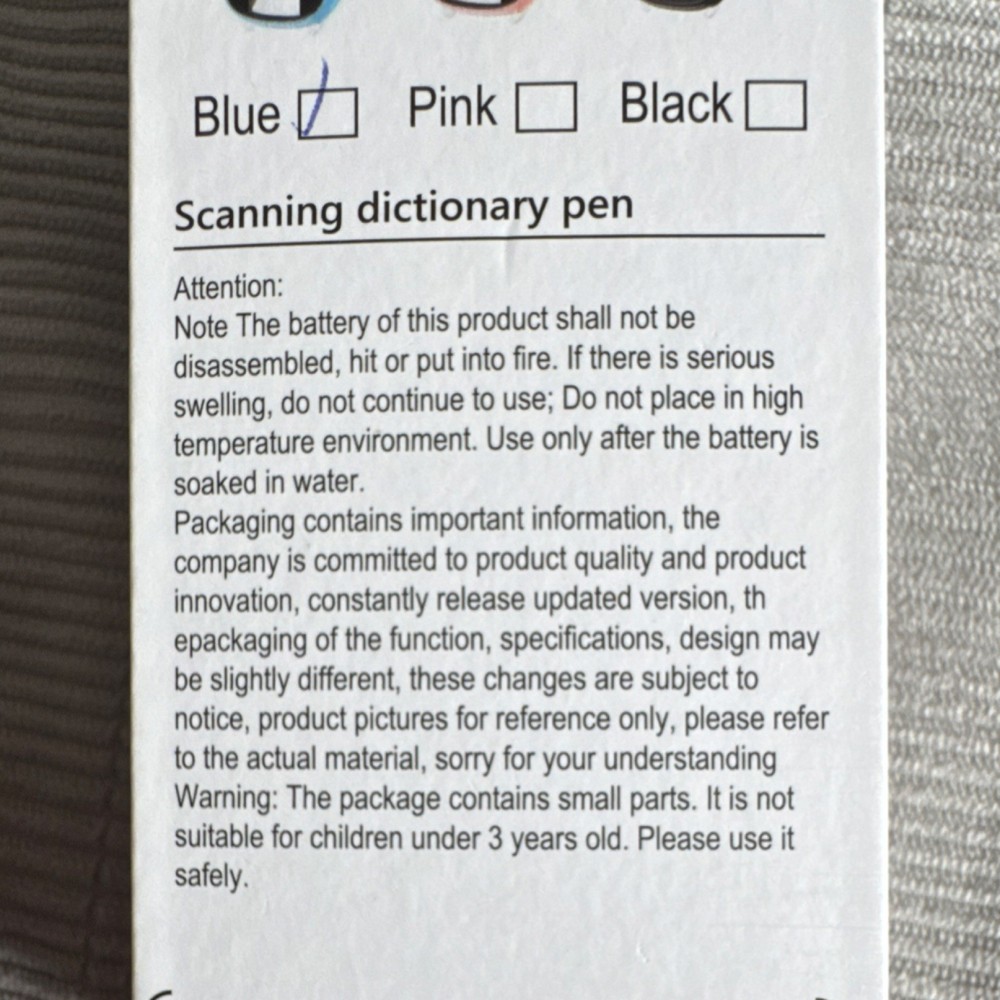 Blue Pink Black
Scanning dictionary pen
Attention:
Note The battery of this product shall not be
disassembled, hit or put into fire. If there is serious
swelling, do not continue to use; Do not place in high
temperature environment. Use only after the battery is
soaked in water.
Packaging contains important information, the
company is committed to product quality and product
innovation, constantly release updated version, th
epackaging of the function, specifications, design may
be slightly different, these changes are subject to
notice, product pictures for reference only, please refer
to the actual material, sorry for your understanding
Warning: The package contains small parts. It is not
suitable for children under 3 years old. Please use it
safely.